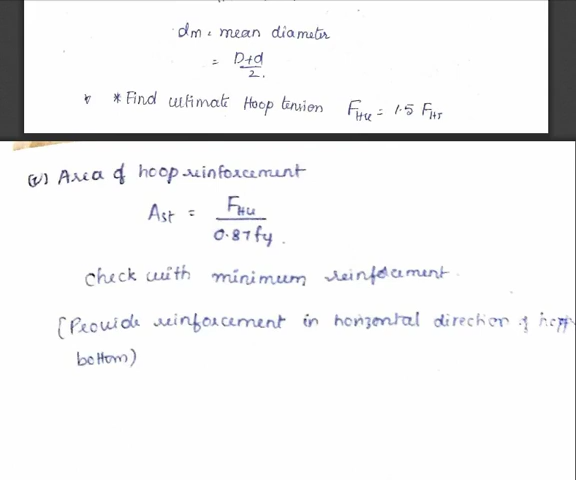 dm = mean diameter
= D+d/2.
* *Find ultimate Hoop tension FHu = 1.5 FHT
(v) Area of hoop reinforcement
Ast = FHu/0.87fy.
check with minimum reinforcement.
(Provide reinforcement in horizontal direction of
bottom)